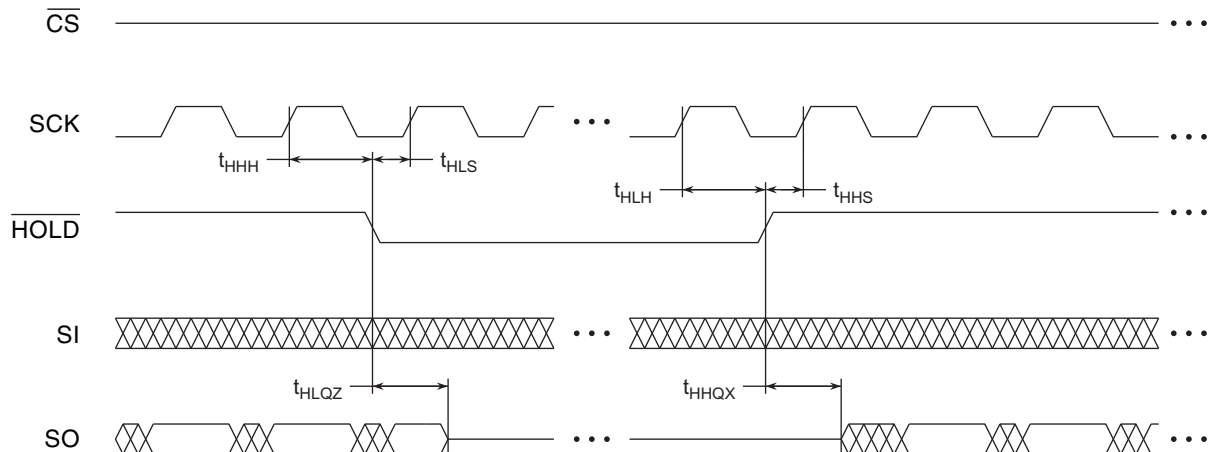 CS
SCK
tHHH
tHLS
tHLH
tHHS
HOLD
SI
tHLQZ
tHHQX
SO